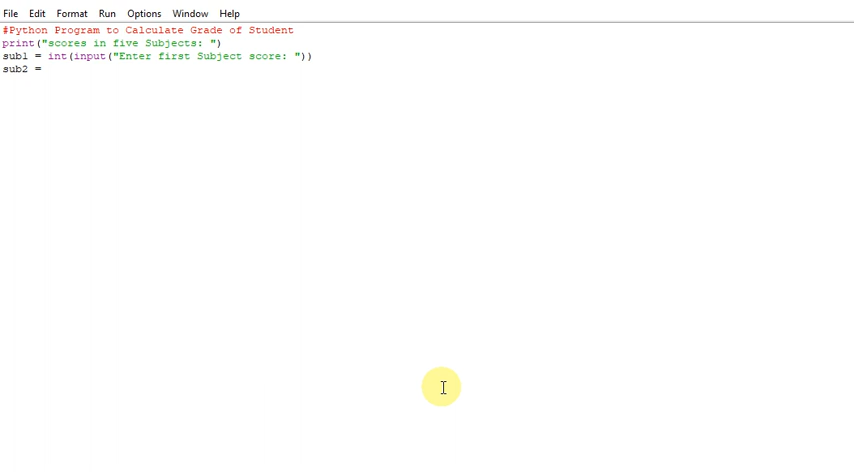 File Edit Format Run Options Window Help
#Python Program to Calculate Grade of Student
print("scores in five Subjects: ")
sub1 = int(input("Enter first Subject score: "))
sub2 =